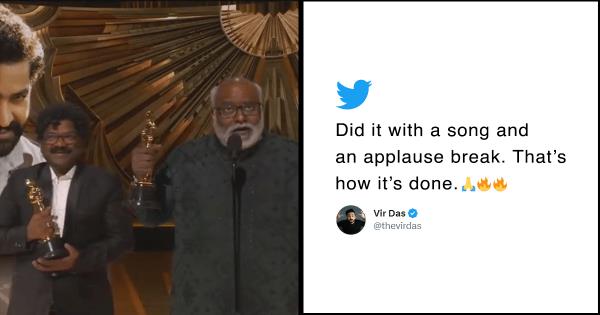 Did it with a song and
an applause break. That's
how it's done.🙏🔥🔥
Vir Das
@thevirdas